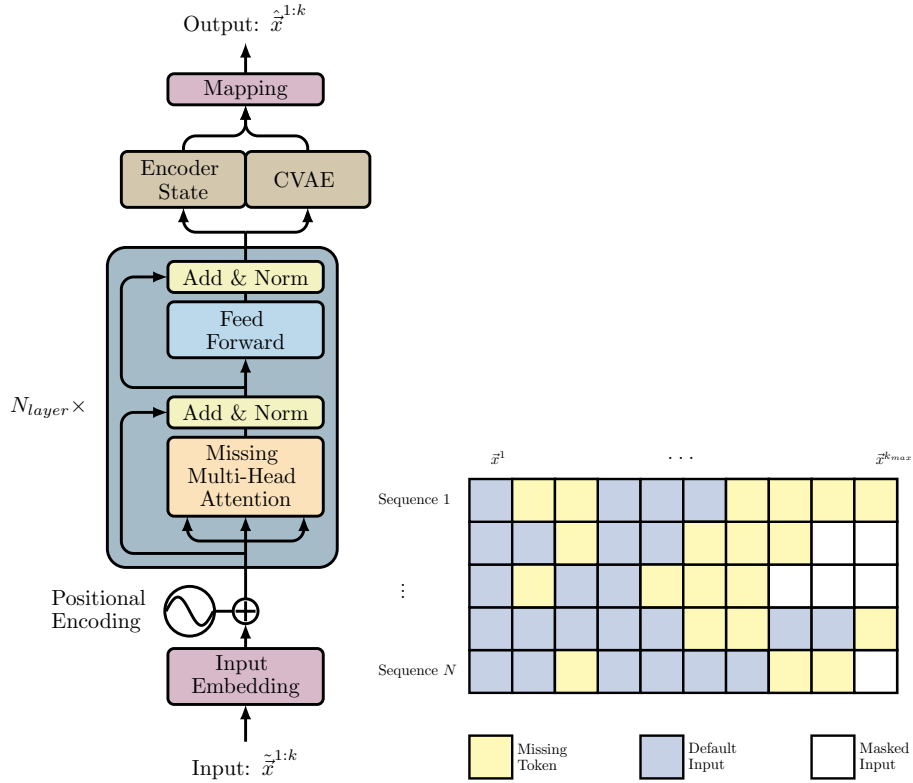 Output: $\hat{\vec{x}}^{1:k}$
Mapping
Encoder
State
CVAE
Add & Norm
Feed
Forward
$N_{layer}\times$
Add & Norm
Missing
Multi-Head
Attention
Positional
Encoding
Input
Embedding
Input: $\tilde{\vec{x}}^{1:k}$
$\vec{x}^{1}$ · · · $\vec{x}^{k_{max}}$
Sequence 1
⋮
Sequence $N$
Missing
Token
Default
Input
Masked
Input